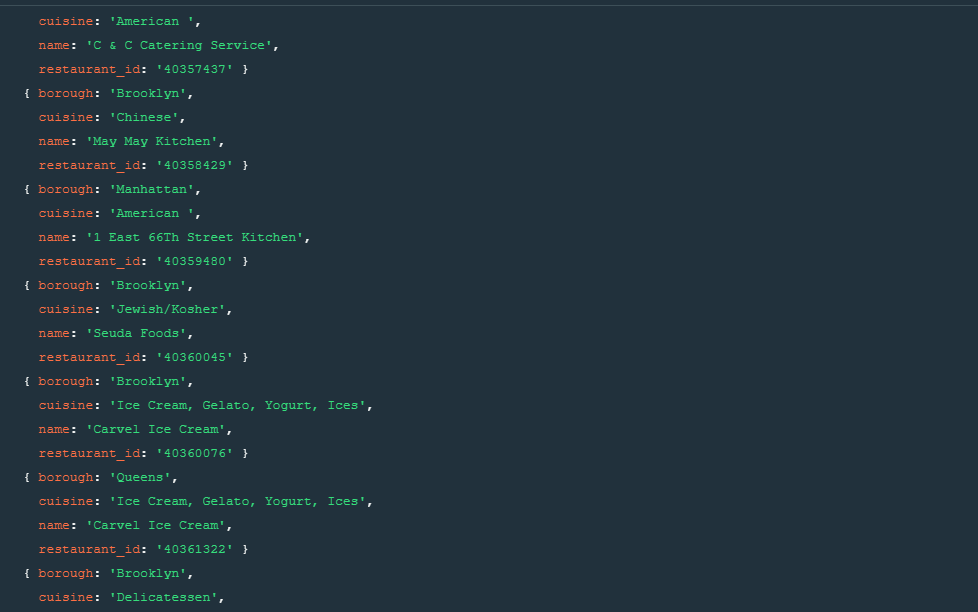 cuisine: 'American ',
name: 'C & C Catering Service',
restaurant_id: '40357437' }
{ borough: 'Brooklyn',
cuisine: 'Chinese',
name: 'May May Kitchen',
restaurant_id: '40358429' }
{ borough: 'Manhattan',
cuisine: 'American ',
name: '1 East 66Th Street Kitchen',
restaurant_id: '40359480' }
{ borough: 'Brooklyn',
cuisine: 'Jewish/Kosher',
name: 'Seuda Foods',
restaurant_id: '40360045' }
{ borough: 'Brooklyn',
cuisine: 'Ice Cream, Gelato, Yogurt, Ices',
name: 'Carvel Ice Cream',
restaurant_id: '40360076' }
{ borough: 'Queens',
cuisine: 'Ice Cream, Gelato, Yogurt, Ices',
name: 'Carvel Ice Cream',
restaurant_id: '40361322' }
{ borough: 'Brooklyn',
cuisine: 'Delicatessen',